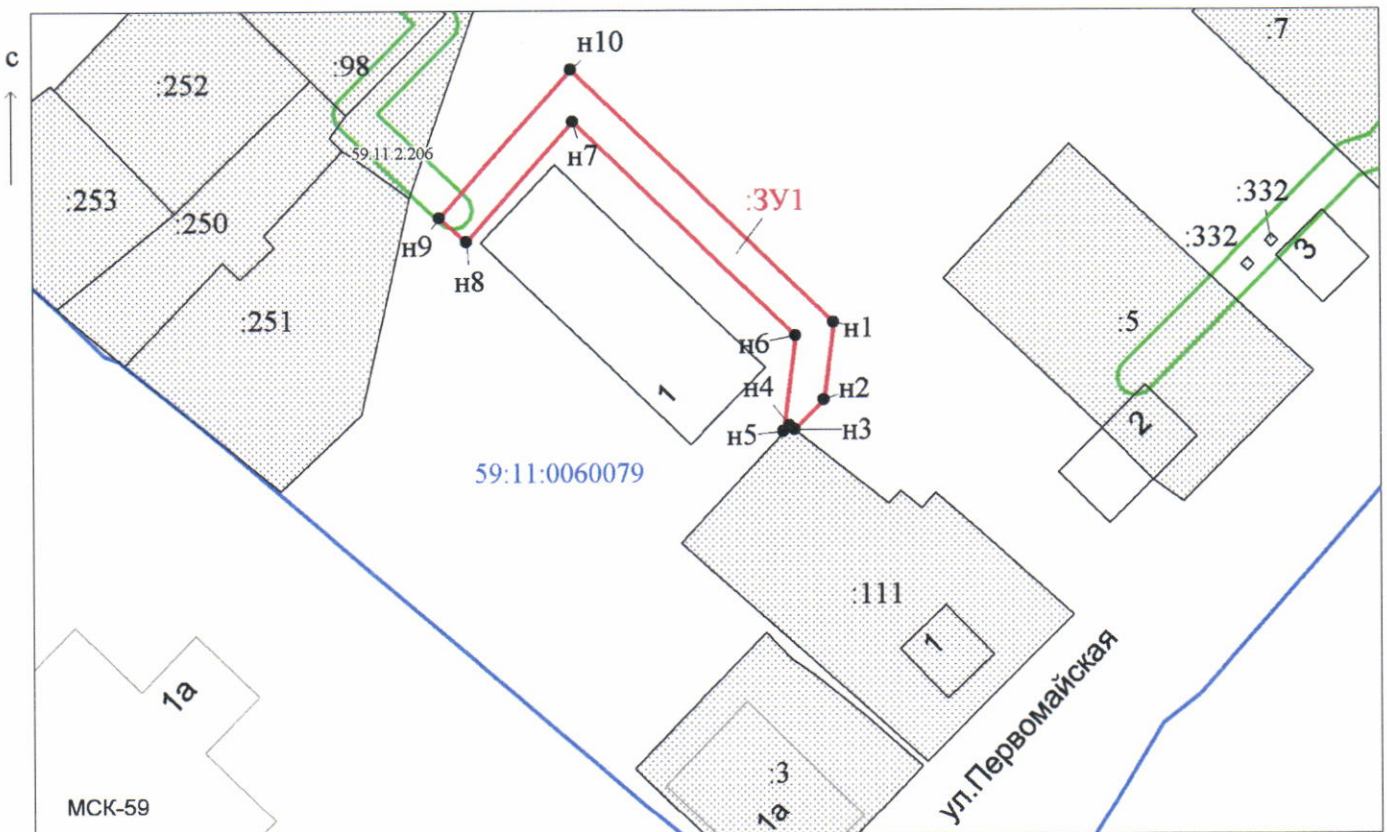 н10
:7
с
:98
:252
н7
59.11.2.206
:253
:ЗУ1
:332
:250
:332
3
н9
н8
:251
:5
н1
н6
н4
н2
1
н5
н3
2
59:11:0060079
:111
1
1а
ул.Первомайская
:3
МСК-59
1а